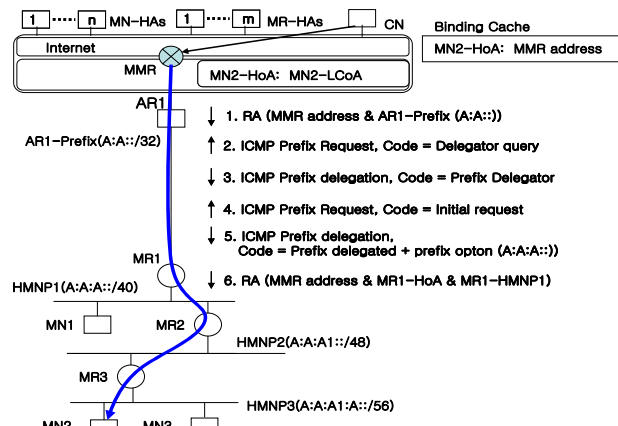 1 n MN-HAs 1 m MR-HAs CN
Binding Cache
MN2-HoA: MMR address
Internet
MMR
MN2-HoA: MN2-LCoA
AR1
AR1-Prefix(A:A::/32)
1. RA (MMR address & AR1-Prefix (A:A::))
2. ICMP Prefix Request, Code = Delegator query
3. ICMP Prefix delegation, Code = Prefix Delegator
4. ICMP Prefix Request, Code = Initial request
5. ICMP Prefix delegation,
Code = Prefix delegated + prefix opton (A:A:A::))
6. RA (MMR address & MR1-HoA & MR1-HMNP1)
MR1
HMNP1(A:A:A::/40)
MN1
MR2
HMNP2(A:A:A1::/48)
MR3
HMNP3(A:A:A1:A::/56)
MN2 MN3